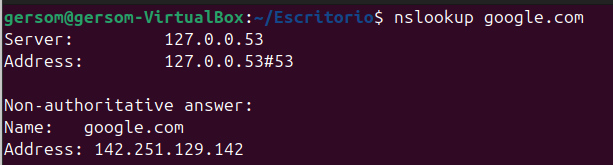 gersom@gersom-VirtualBox:~/Escritorio$ nslookup google.com
Server:         127.0.0.53
Address:        127.0.0.53#53

Non-authoritative answer:
Name:   google.com
Address: 142.251.129.142